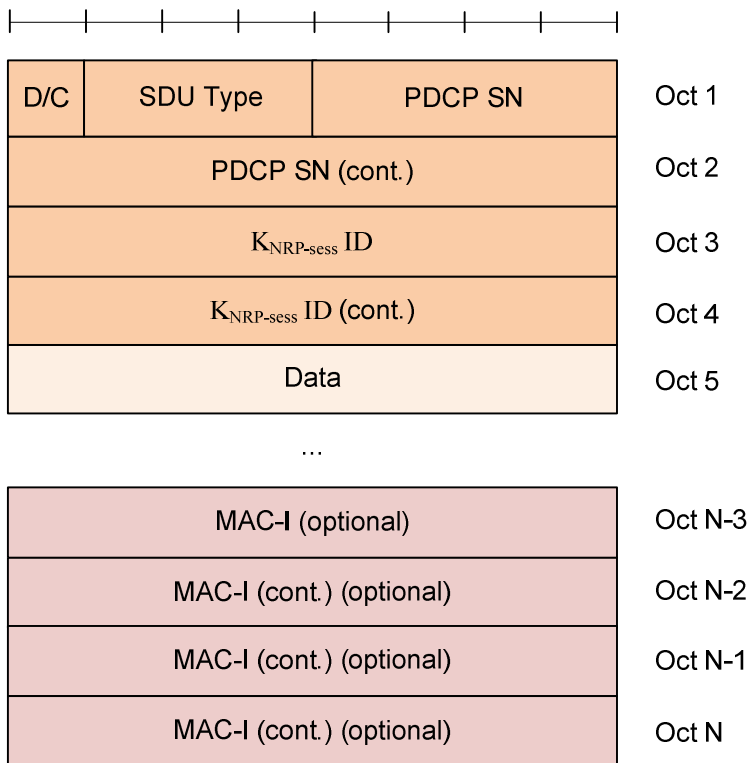 D/C SDU Type PDCP SN Oct 1
PDCP SN (cont.) Oct 2
KNRP-sess ID Oct 3
KNRP-sess ID (cont.) Oct 4
Data Oct 5
...
MAC-I (optional) Oct N-3
MAC-I (cont.) (optional) Oct N-2
MAC-I (cont.) (optional) Oct N-1
MAC-I (cont.) (optional) Oct N